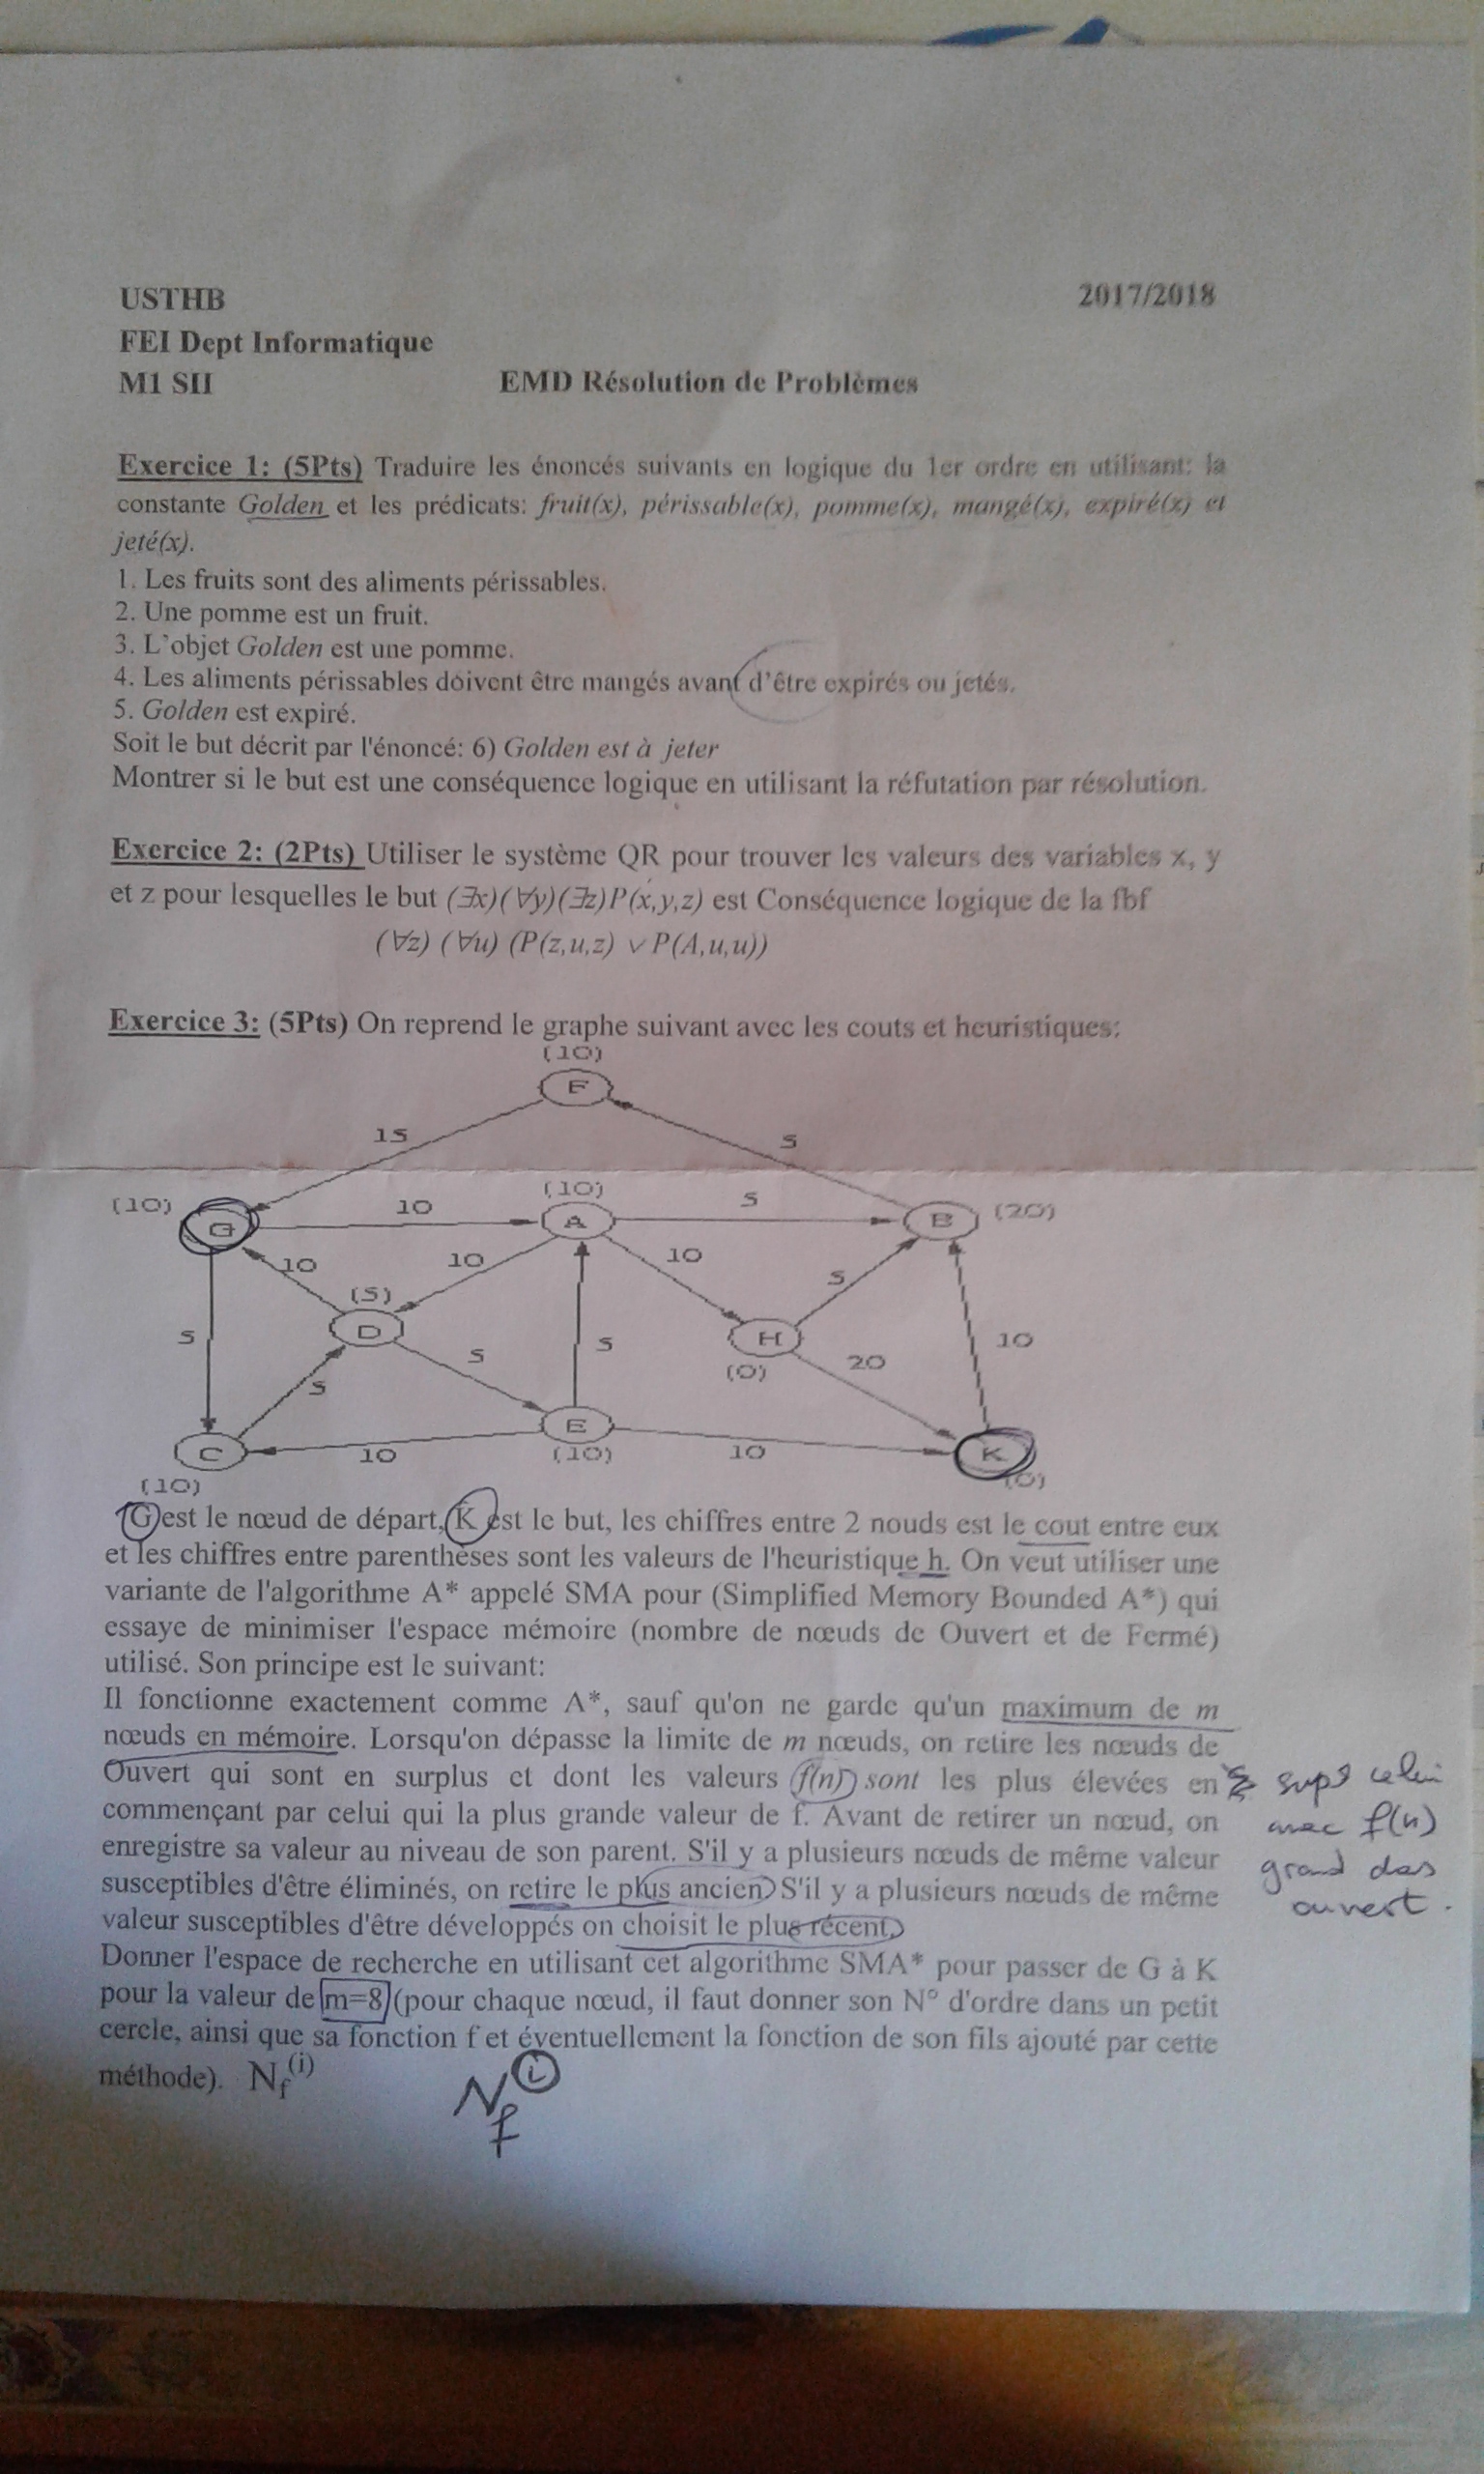 USTHB 2017/2018
FEI Dept Informatique
M1 SII EMD Résolution de Problèmes
Exercice 1: (5Pts) Traduire les énoncés suivants en logique du 1er ordre en utilisant: la
constante Golden et les prédicats: fruit(x), périssable(x), pomme(x), mangé(x), expiré(x) et
jeté(x).
1. Les fruits sont des aliments périssables.
2. Une pomme est un fruit.
3. L'objet Golden est une pomme.
4. Les aliments périssables doivent être mangés avant d'être expirés ou jetés.
5. Golden est expiré.
Soit le but décrit par l'énoncé: 6) Golden est à jeter
Montrer si le but est une conséquence logique en utilisant la réfutation par résolution.
Exercice 2: (2Pts) Utiliser le système QR pour trouver les valeurs des variables x, y
et z pour lesquelles le but (∃x)(∀y)(∃z)P(x,y,z) est Conséquence logique de la fbf
(∀z) (∀u) (P(z,u,z) ∨ P(A,u,u))
Exercice 3: (5Pts) On reprend le graphe suivant avec les couts et heuristiques:
(10)
F
15 5
(10) 10 (10) 5
G A B (20)
10 10 10
(5) 5
D H
5 5 5 (0) 20 10
5
C E K
10 (10) 10 (0)
(10)
G est le nœud de départ, K est le but, les chiffres entre 2 nouds est le cout entre eux
et les chiffres entre parenthèses sont les valeurs de l'heuristique h. On veut utiliser une
variante de l'algorithme A* appelé SMA pour (Simplified Memory Bounded A*) qui
essaye de minimiser l'espace mémoire (nombre de nœuds de Ouvert et de Fermé)
utilisé. Son principe est le suivant:
Il fonctionne exactement comme A*, sauf qu'on ne garde qu'un maximum de m
nœuds en mémoire. Lorsqu'on dépasse la limite de m nœuds, on retire les nœuds de
Ouvert qui sont en surplus et dont les valeurs f(n) sont les plus élevées en
commençant par celui qui la plus grande valeur de f. Avant de retirer un nœud, on
enregistre sa valeur au niveau de son parent. S'il y a plusieurs nœuds de même valeur
susceptibles d'être éliminés, on retire le plus ancien. S'il y a plusieurs nœuds de même
valeur susceptibles d'être développés on choisit le plus récent.
supp celui
avec f(n)
grand das
ouvert.
Donner l'espace de recherche en utilisant cet algorithme SMA* pour passer de G à K
pour la valeur de m=8 (pour chaque nœud, il faut donner son N° d'ordre dans un petit
cercle, ainsi que sa fonction f et éventuellement la fonction de son fils ajouté par cette
méthode). N_f^(i)
N_f^(i)